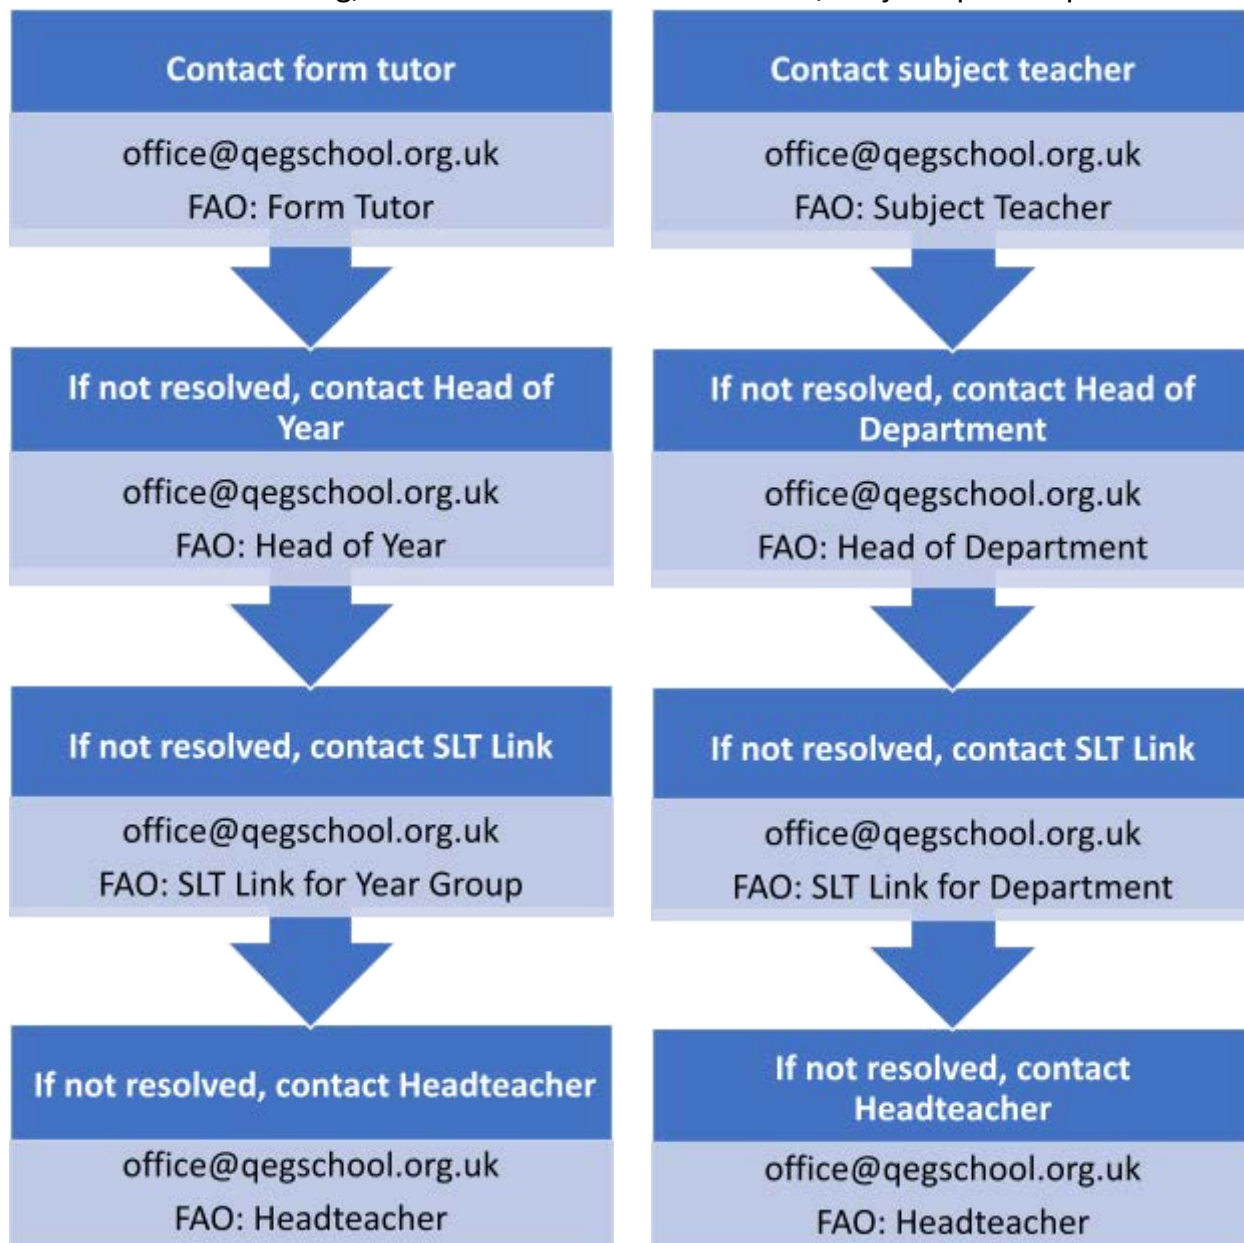 Contact form tutor
office@qegschool.org.uk
FAO: Form Tutor
If not resolved, contact Head of
Year
office@qegschool.org.uk
FAO: Head of Year
If not resolved, contact SLT Link
office@qegschool.org.uk
FAO: SLT Link for Year Group
If not resolved, contact Headteacher
office@qegschool.org.uk
FAO: Headteacher
Contact subject teacher
office@qegschool.org.uk
FAO: Subject Teacher
If not resolved, contact Head of
Department
office@qegschool.org.uk
FAO: Head of Department
If not resolved, contact SLT Link
office@qegschool.org.uk
FAO: SLT Link for Department
If not resolved, contact
Headteacher
office@qegschool.org.uk
FAO: Headteacher